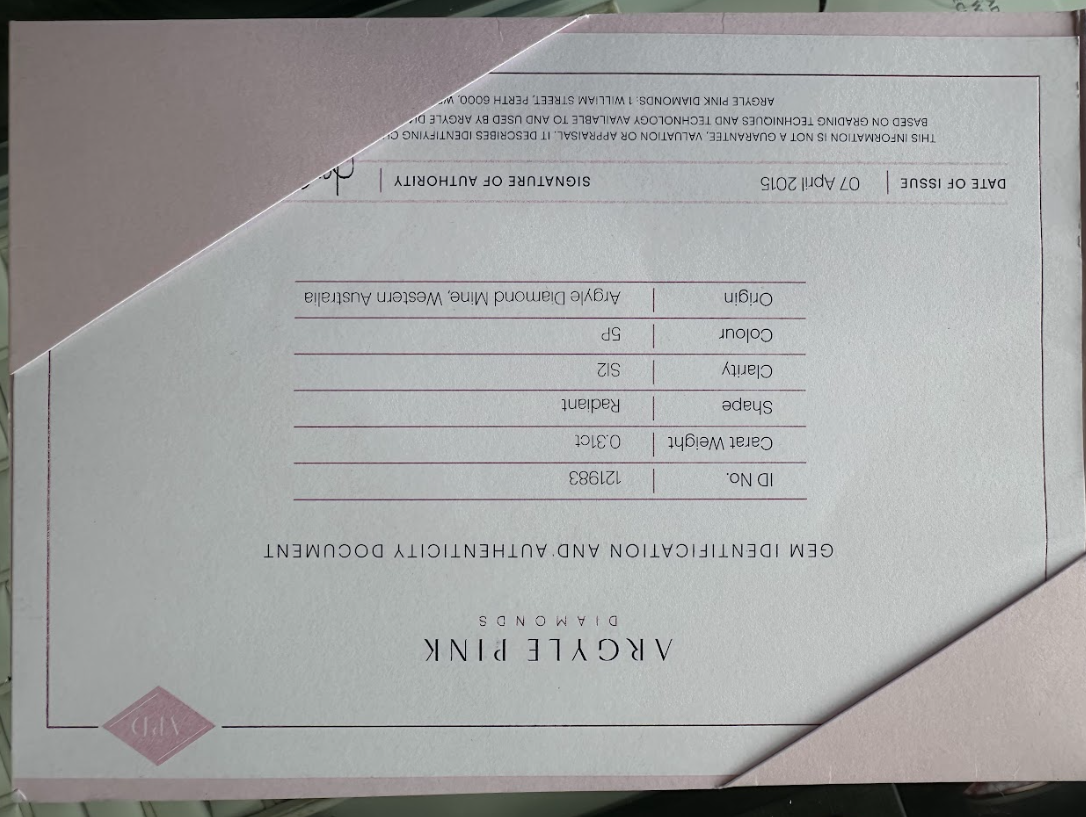 APD
ARGYLE PINK
DIAMONDS
GEM IDENTIFICATION AND AUTHENTICITY DOCUMENT
ID No. 121983
Carat Weight 0.31ct
Shape Radiant
Clarity SI2
Colour 5P
Origin Argyle Diamond Mine, Western Australia
DATE OF ISSUE 07 April 2015 SIGNATURE OF AUTHORITY
THIS INFORMATION IS NOT A GUARANTEE, VALUATION OR APPRAISAL. IT DESCRIBES IDENTIFYING
BASED ON GRADING TECHNIQUES AND TECHNOLOGY AVAILABLE TO AND USED BY ARGYLE
ARGYLE PINK DIAMONDS: 1 WILLIAM STREET, PERTH 6000,